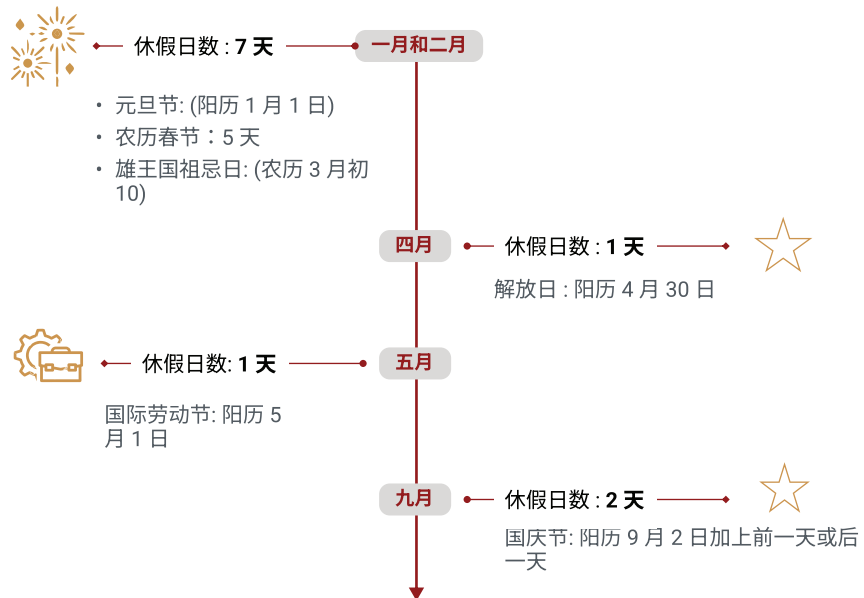 休假日数 : 7 天
一月和二月
• 元旦节: (阳历 1 月 1 日)
• 农历春节：5 天
• 雄王国祖忌日: (农历 3 月初
10)
四月
休假日数 : 1 天
解放日 : 阳历 4 月 30 日
休假日数: 1 天
五月
国际劳动节: 阳历 5
月 1 日
九月
休假日数 : 2 天
国庆节: 阳历 9 月 2 日加上前一天或后
一天